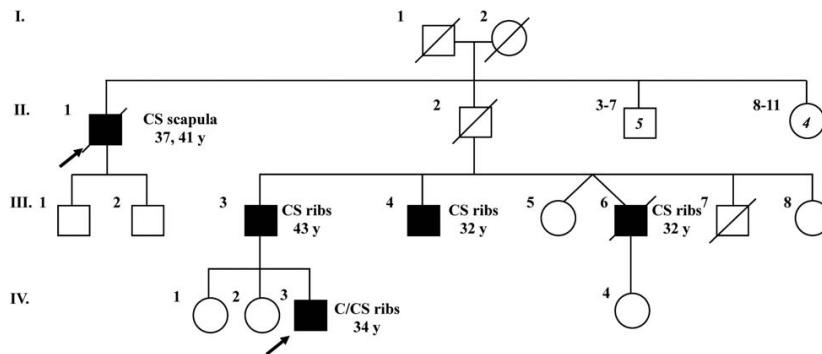 I.
1
2
II.
1
CS scapula
37, 41 y
2
3-7
5
8-11
4
III.
1
2
3
CS ribs
43 y
4
CS ribs
32 y
5
6
CS ribs
32 y
7
8
IV.
1
2
3
C/CS ribs
34 y
4